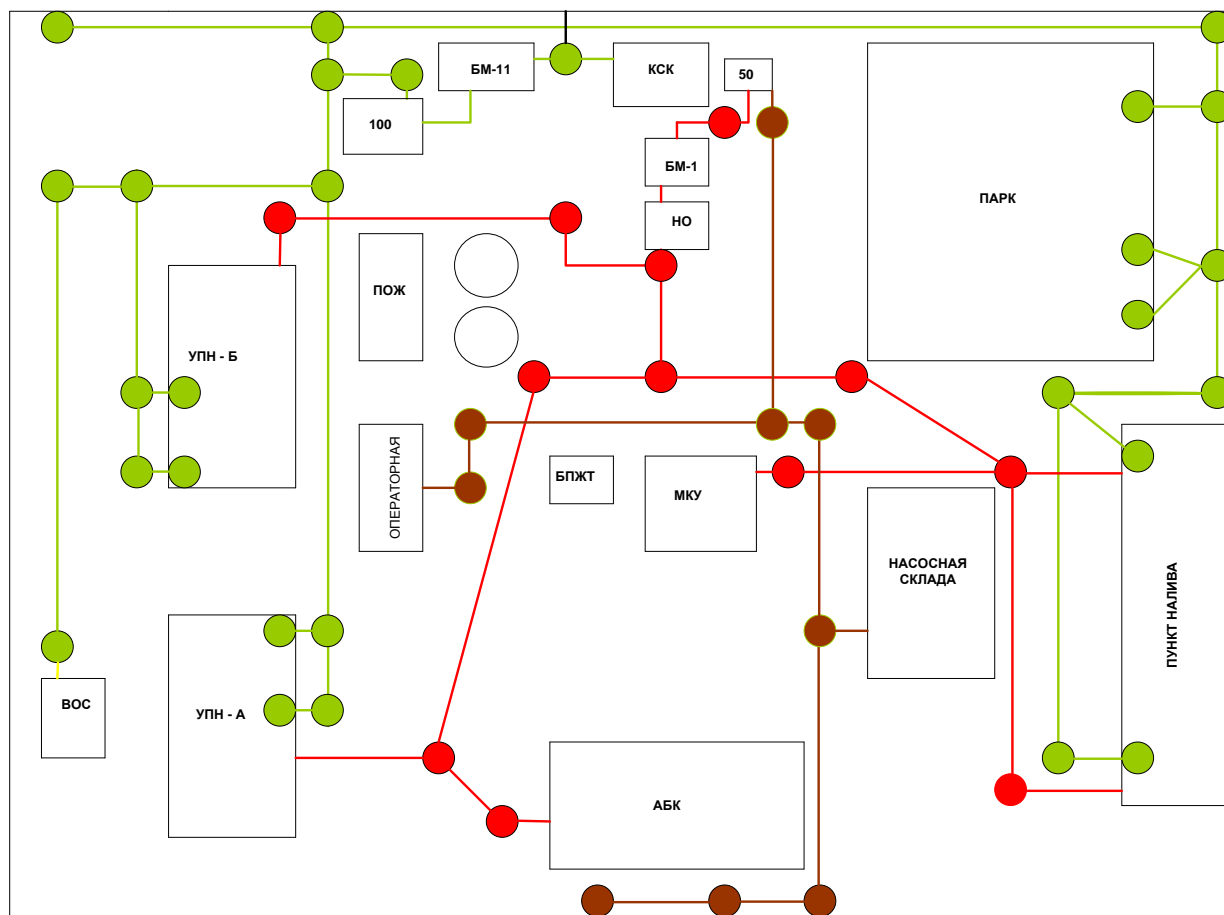 БМ-11
КСК
50
100
БМ-1
ПАРК
НО
ПОЖ
УПН - Б
ОПЕРАТОРНАЯ
БПЖТ
МКУ
НАСОСНАЯ
СКЛАДА
ПУНКТ НАЛИВА
ВОС
УПН - А
АБК